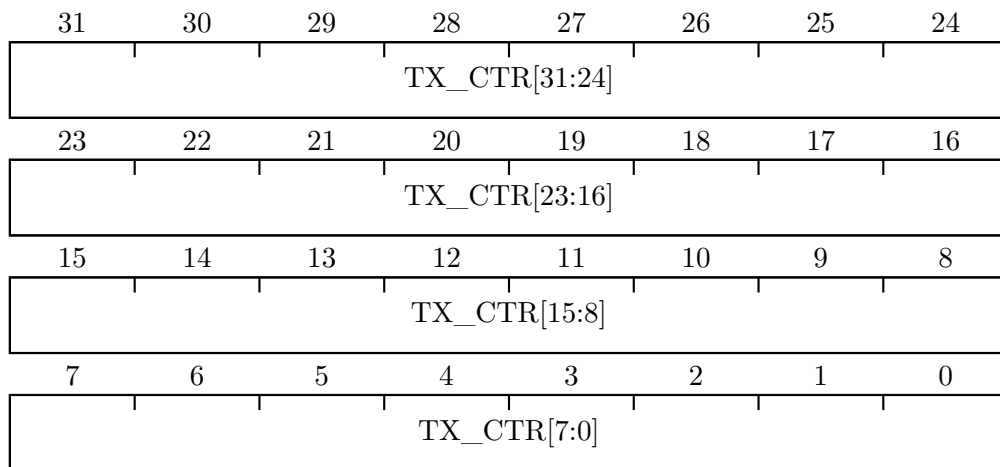 31 30 29 28 27 26 25 24
TX_CTR[31:24]
23 22 21 20 19 18 17 16
TX_CTR[23:16]
15 14 13 12 11 10 9 8
TX_CTR[15:8]
7 6 5 4 3 2 1 0
TX_CTR[7:0]